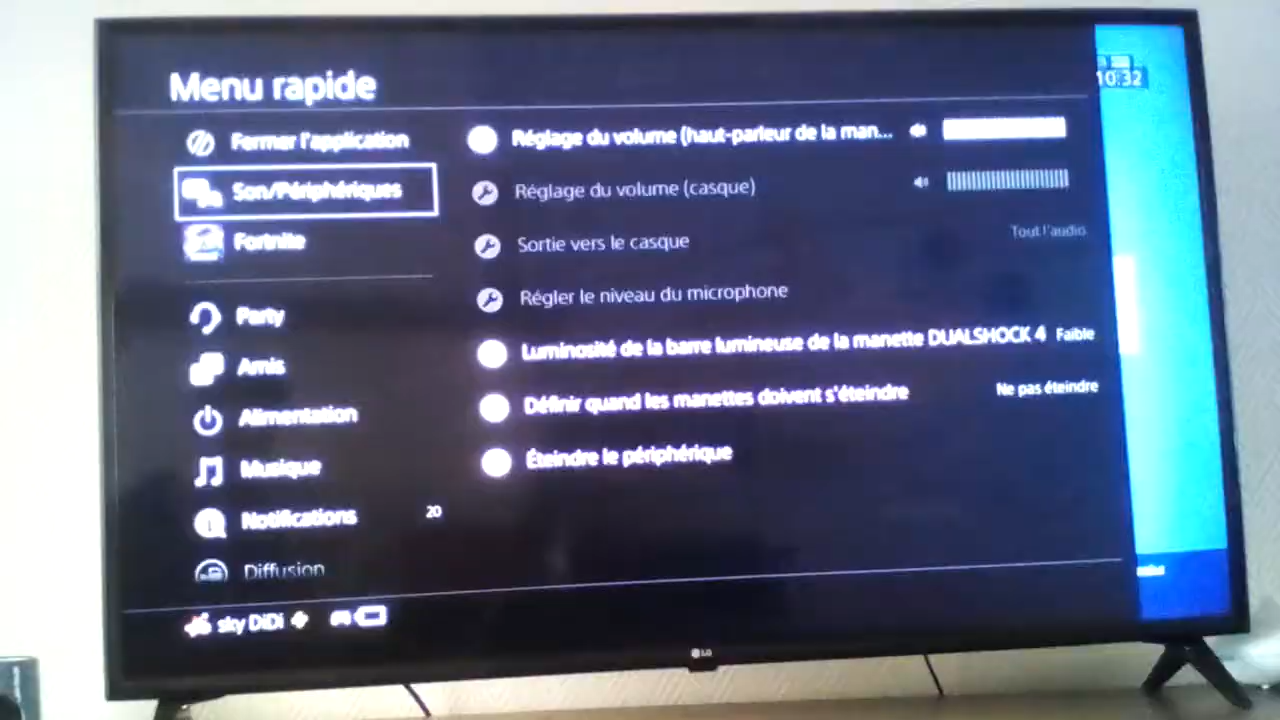 Menu rapide
10:32
Fermer l'application
Son/Périphériques
Fortnite
Party
Amis
Alimentation
Musique
Notifications 20
Diffusion
Réglage du volume (haut-parleur de la man...
Réglage du volume (casque)
Sortie vers le casque Tout l'audio
Régler le niveau du microphone
Luminosité de la barre lumineuse de la manette DUALSHOCK 4 Faible
Définir quand les manettes doivent s'éteindre Ne pas éteindre
Éteindre le périphérique
sky DiDi
LG